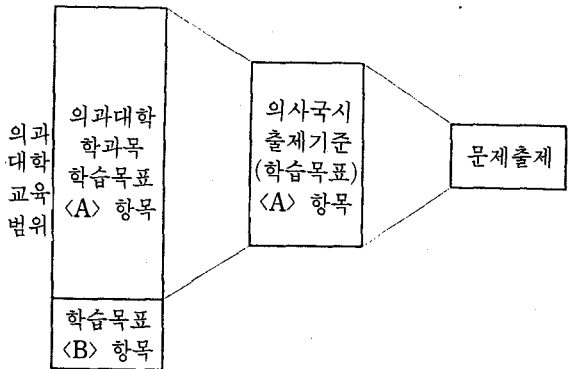 의과
대학
교육
범위
의과대학
학과목
학습목표
〈A〉 항목
학습목표
〈B〉 항목
의사국시
출제기준
(학습목표)
〈A〉 항목
문제출제